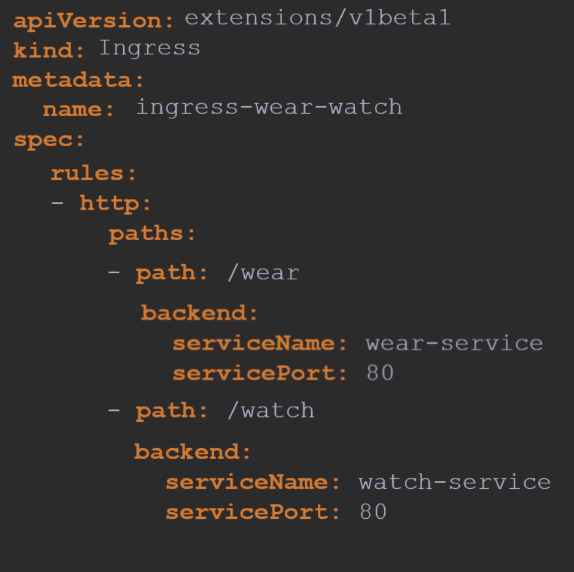 apiVersion: extensions/v1beta1
kind: Ingress
metadata:
  name: ingress-wear-watch
spec:
  rules:
  - http:
      paths:
      - path: /wear
        backend:
          serviceName: wear-service
          servicePort: 80
      - path: /watch
        backend:
          serviceName: watch-service
          servicePort: 80